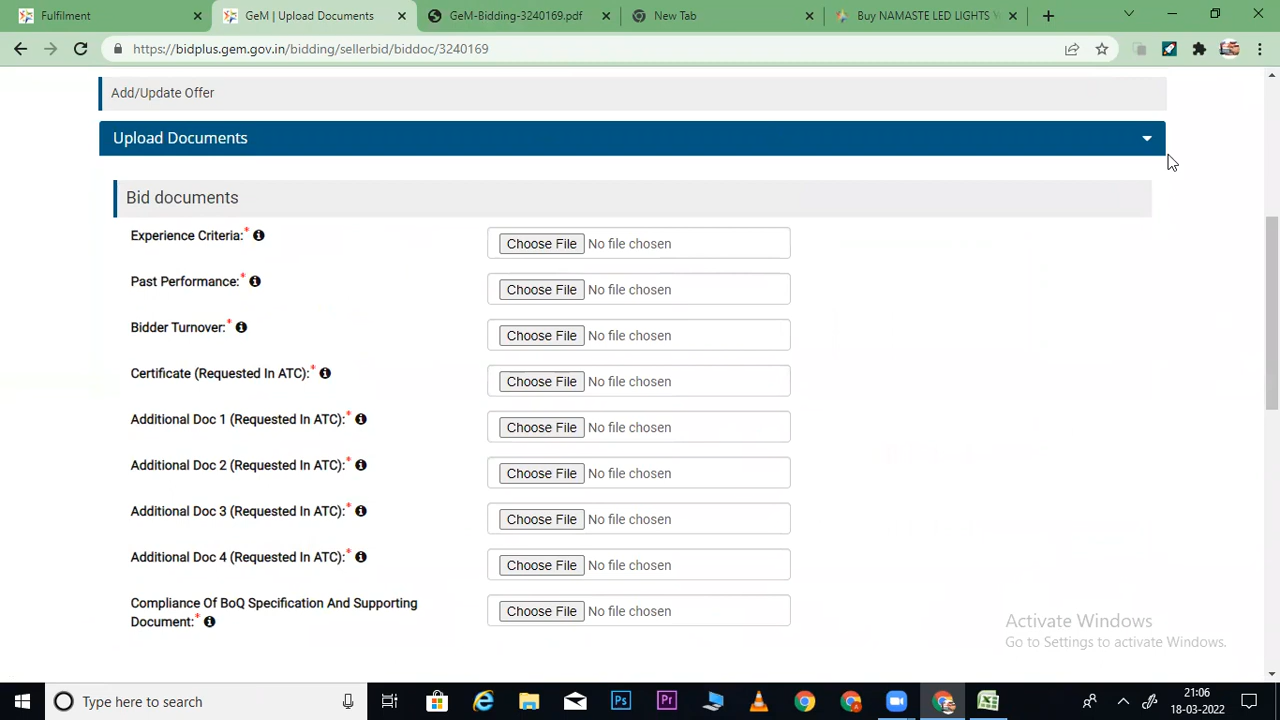 Fulfilment
GeM | Upload Documents
GeM-Bidding-3240169.pdf
New Tab
Buy NAMASTE LED LIGHTS
https://bidplus.gem.gov.in/bidding/sellerbid/biddoc/3240169
Add/Update Offer
Upload Documents
Bid documents
Experience Criteria:* Choose File No file chosen
Past Performance:* Choose File No file chosen
Bidder Turnover:* Choose File No file chosen
Certificate (Requested In ATC):* Choose File No file chosen
Additional Doc 1 (Requested In ATC):* Choose File No file chosen
Additional Doc 2 (Requested In ATC):* Choose File No file chosen
Additional Doc 3 (Requested In ATC):* Choose File No file chosen
Additional Doc 4 (Requested In ATC):* Choose File No file chosen
Compliance Of BoQ Specification And Supporting
Document:* Choose File No file chosen
Activate Windows
Go to Settings to activate Windows.
Type here to search
Ps
Pr
21:06
18-03-2022